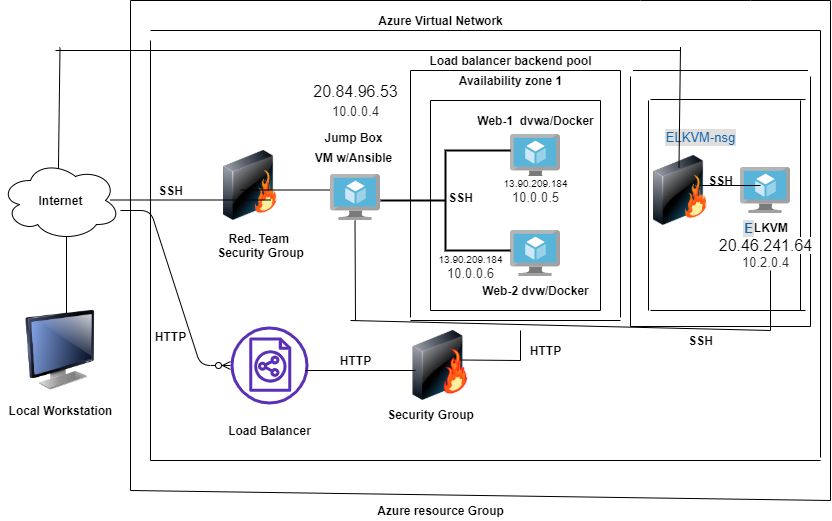 Azure Virtual Network
Load balancer backend pool
Availability zone 1
20.84.96.53
10.0.0.4
Jump Box
VM w/Ansible
Web-1 dvwa/Docker
13.90.209.184
10.0.0.5
SSH
13.90.209.184
10.0.0.6
Web-2 dvw/Docker
ELKVM-nsg
SSH
ELKVM
20.46.241.64
10.2.0.4
Internet
SSH
Red- Team
Security Group
HTTP
HTTP
HTTP
SSH
Local Workstation
Load Balancer
Security Group
Azure resource Group